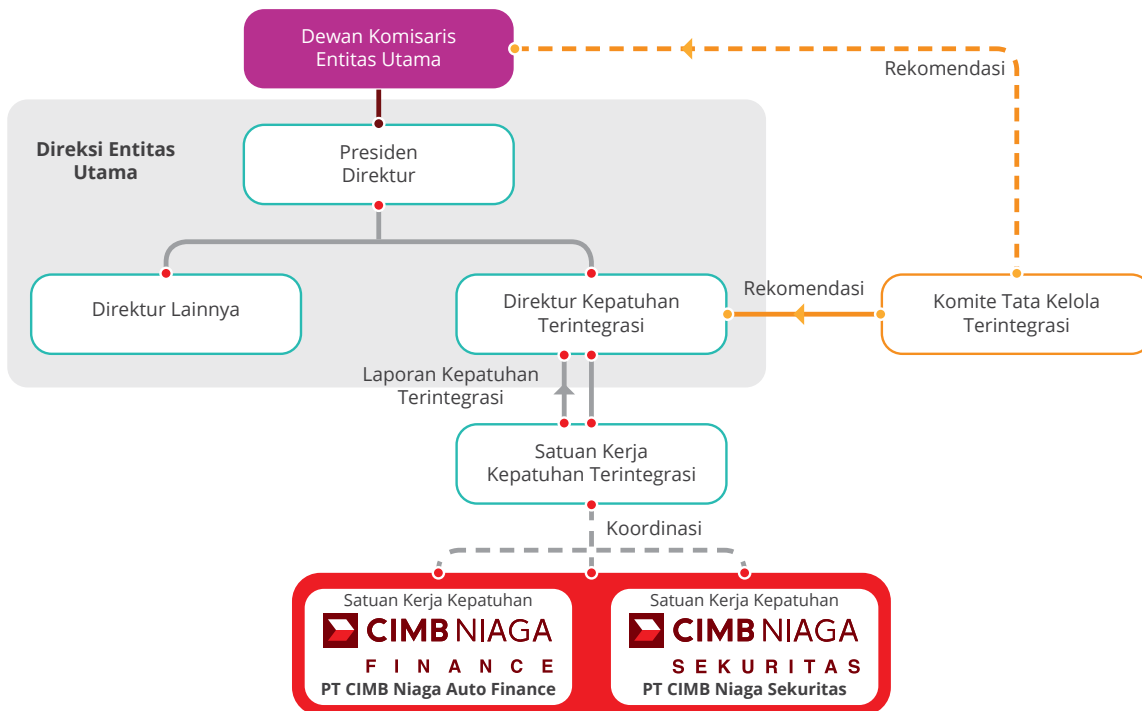 Dewan Komisaris
Entitas Utama
Rekomendasi
Direksi Entitas
Utama
Presiden
Direktur
Direktur Lainnya
Direktur Kepatuhan
Terintegrasi
Rekomendasi
Komite Tata Kelola
Terintegrasi
Laporan Kepatuhan
Terintegrasi
Satuan Kerja
Kepatuhan Terintegrasi
Koordinasi
Satuan Kerja Kepatuhan
CIMB NIAGA
FINANCE
PT CIMB Niaga Auto Finance
Satuan Kerja Kepatuhan
CIMB NIAGA
SEKURITAS
PT CIMB Niaga Sekuritas